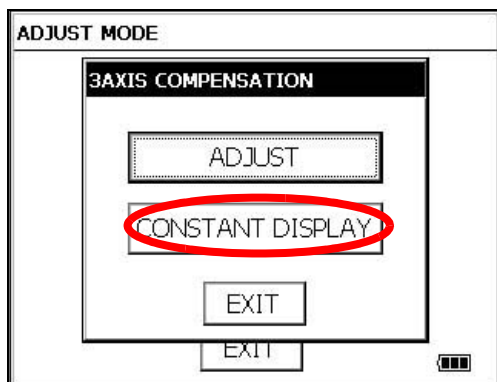 ADJUST MODE
3AXIS COMPENSATION
ADJUST
CONSTANT DISPLAY
EXIT
EXIT